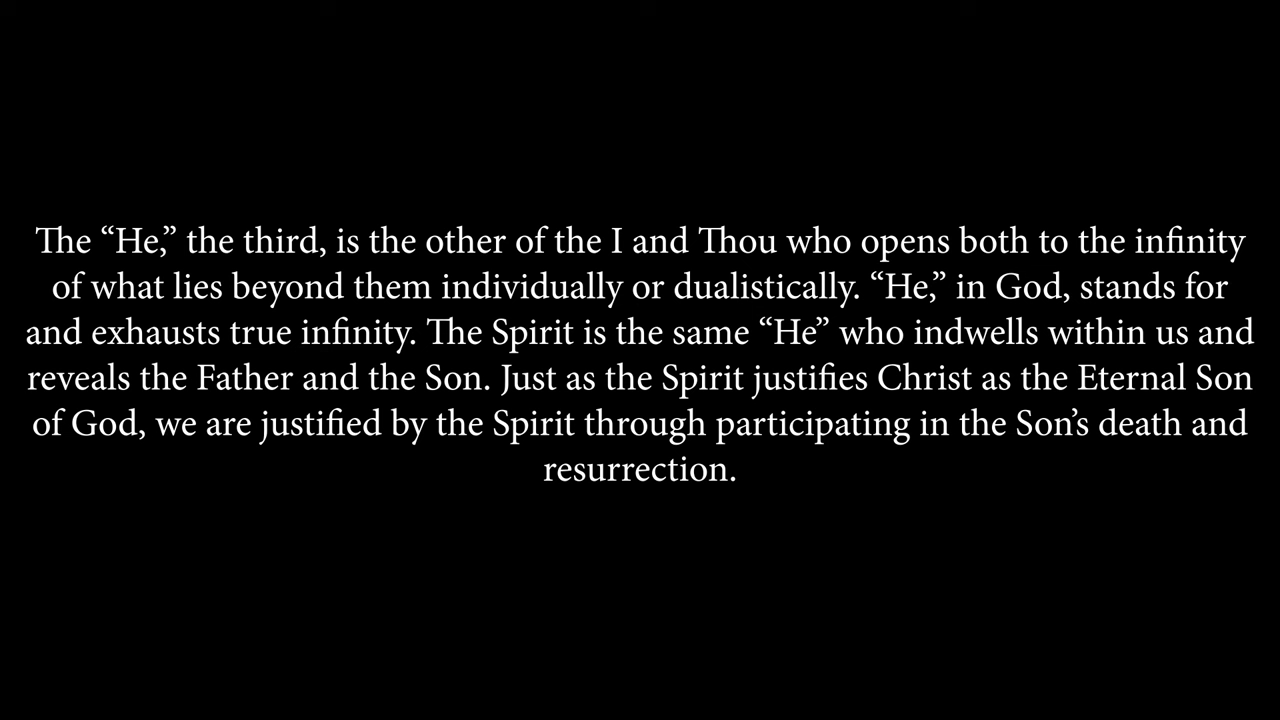 The “He,” the third, is the other of the I and Thou who opens both to the infinity
of what lies beyond them individually or dualistically. “He,” in God, stands for
and exhausts true infinity. The Spirit is the same “He” who indwells within us and
reveals the Father and the Son. Just as the Spirit justifies Christ as the Eternal Son
of God, we are justified by the Spirit through participating in the Son’s death and
resurrection.